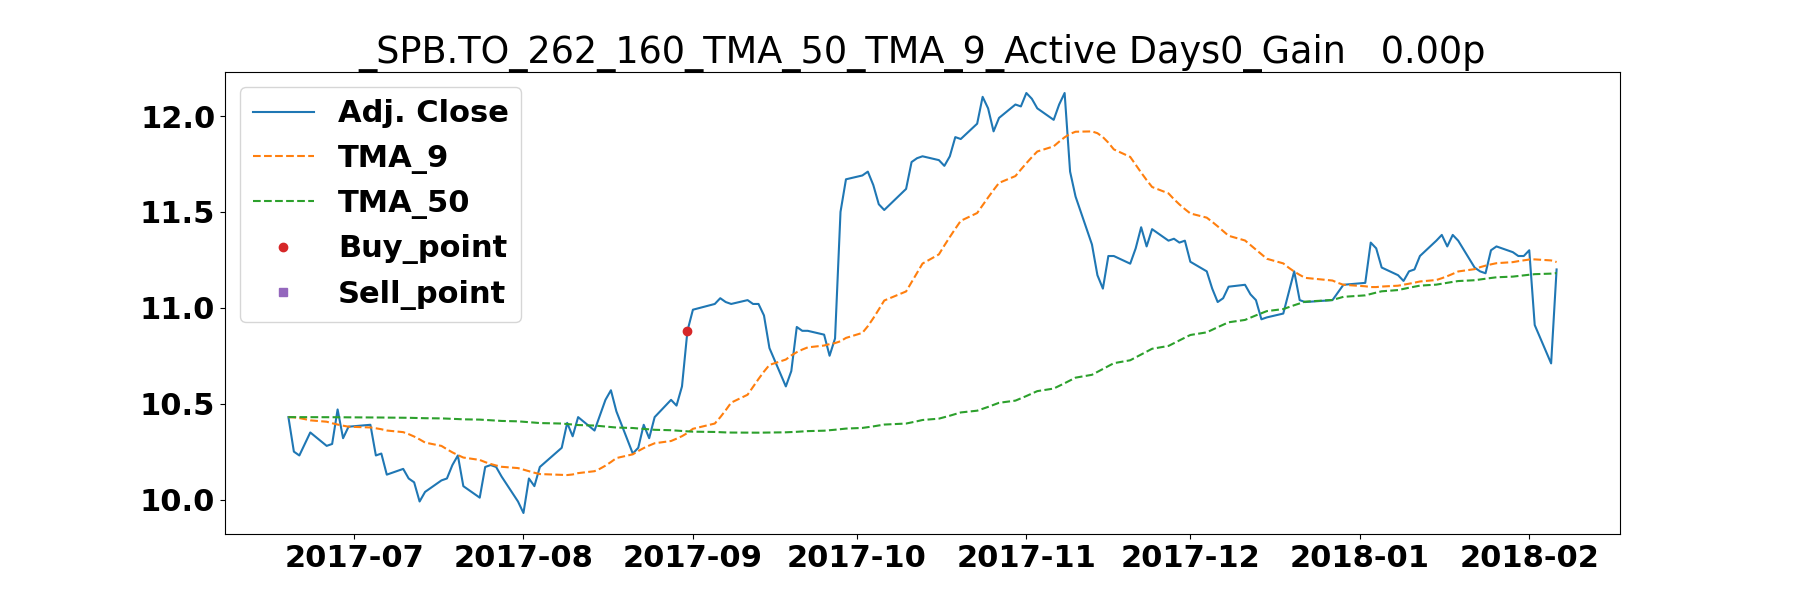 _SPB.TO_262_160_TMA_50_TMA_9_Active Days0_Gain   0.00p
Adj. Close
TMA_9
TMA_50
Buy_point
Sell_point
12.0
11.5
11.0
10.5
10.0
2017-07 2017-08 2017-09 2017-10 2017-11 2017-12 2018-01 2018-02